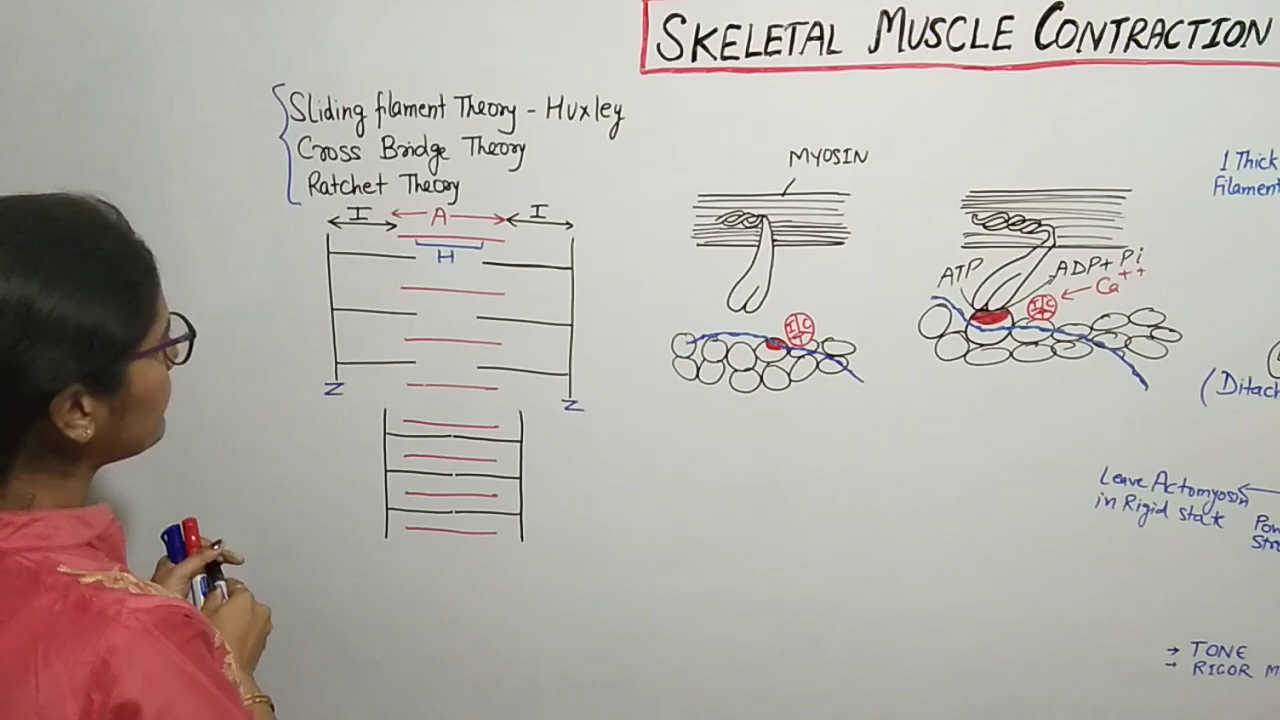 SKELETAL MUSCLE CONTRACTION
Sliding filament Theory - Huxley
Cross Bridge Theory
Ratchet Theory
I A I
H
Z Z
MYOSIN
I C
T
ATP
ADP + Pi
Ca++
I C
T
1 Thick
Filament
(Ditach
Leave Actomyosin
in Rigid state
TONE
RIGOR M